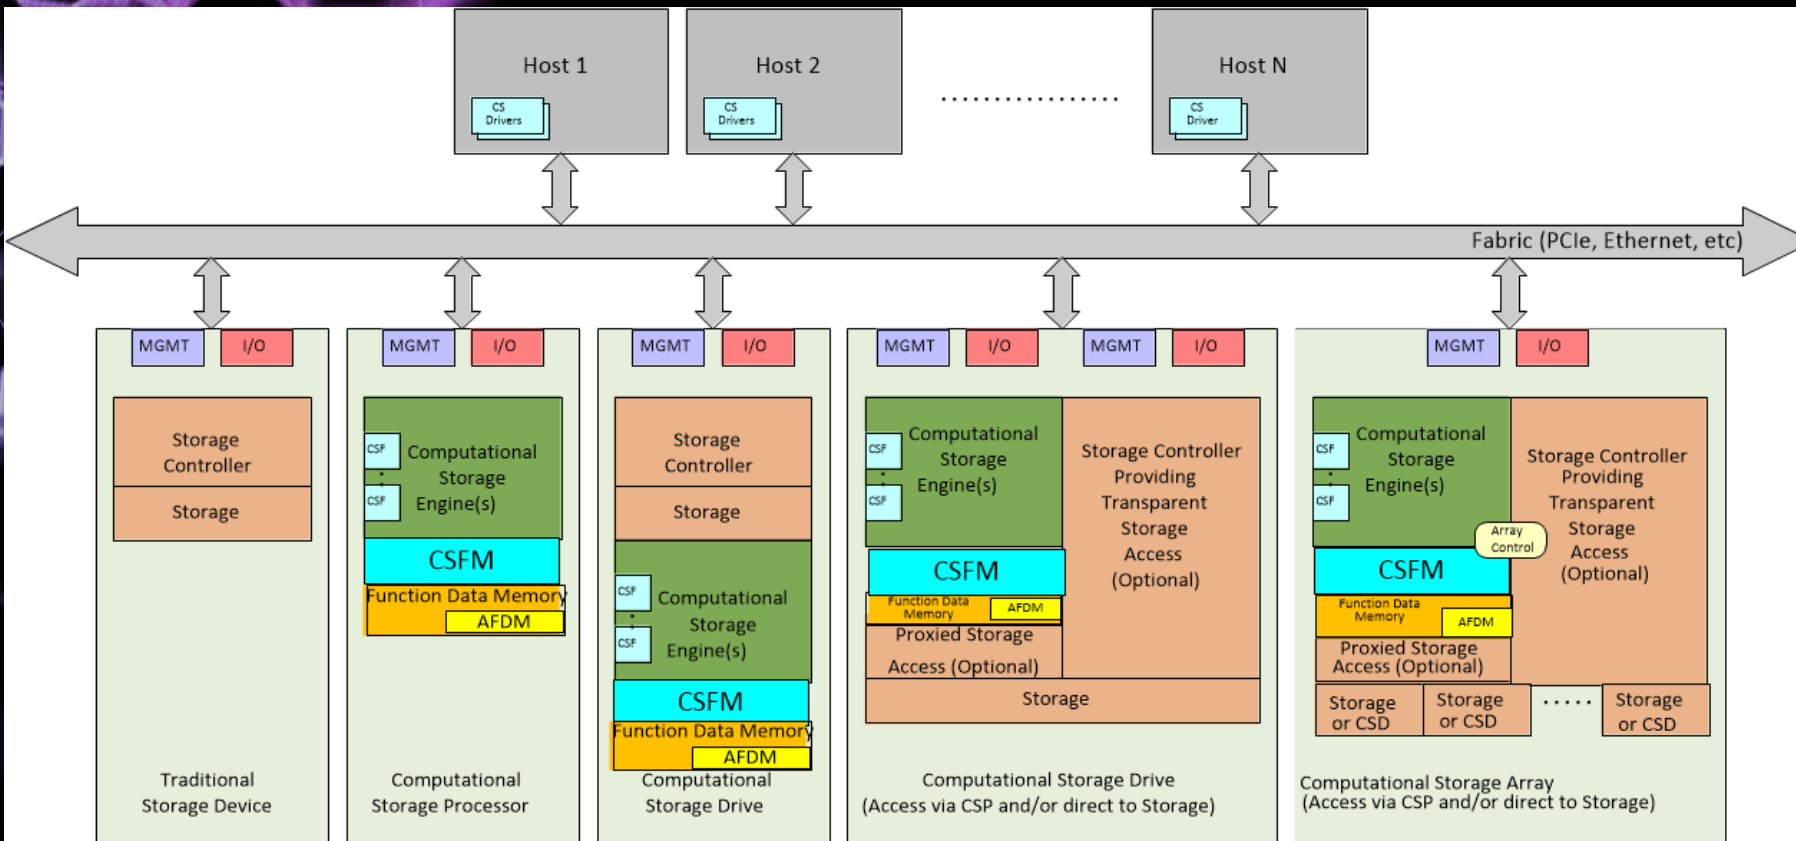 Host 1
CS
Drivers
Host 2
CS
Drivers
.................
Host N
CS
Driver
Fabric (PCIe, Ethernet, etc)
MGMT
I/O
Storage
Controller
Storage
Traditional
Storage Device
MGMT
I/O
CSF
CSF
Computational
Storage
Engine(s)
CSFM
Function Data Memory
AFDM
Computational
Storage Processor
MGMT
I/O
Storage
Controller
Storage
CSF
CSF
Computational
Storage
Engine(s)
CSFM
Function Data Memory
AFDM
Computational
Storage Drive
MGMT
I/O
MGMT
I/O
CSF
CSF
Computational
Storage
Engine(s)
CSFM
Function Data
Memory
AFDM
Proxied Storage
Access (Optional)
Storage Controller
Providing
Transparent
Storage
Access
(Optional)
Storage
Computational Storage Drive
(Access via CSP and/or direct to Storage)
MGMT
I/O
CSF
CSF
Computational
Storage
Engine(s)
Array
Control
CSFM
Function Data
Memory
AFDM
Proxied Storage
Access (Optional)
Storage Controller
Providing
Transparent
Storage
Access
(Optional)
Storage
or CSD
Storage
or CSD
.....
Storage
or CSD
Computational Storage Array
(Access via CSP and/or direct to Storage)